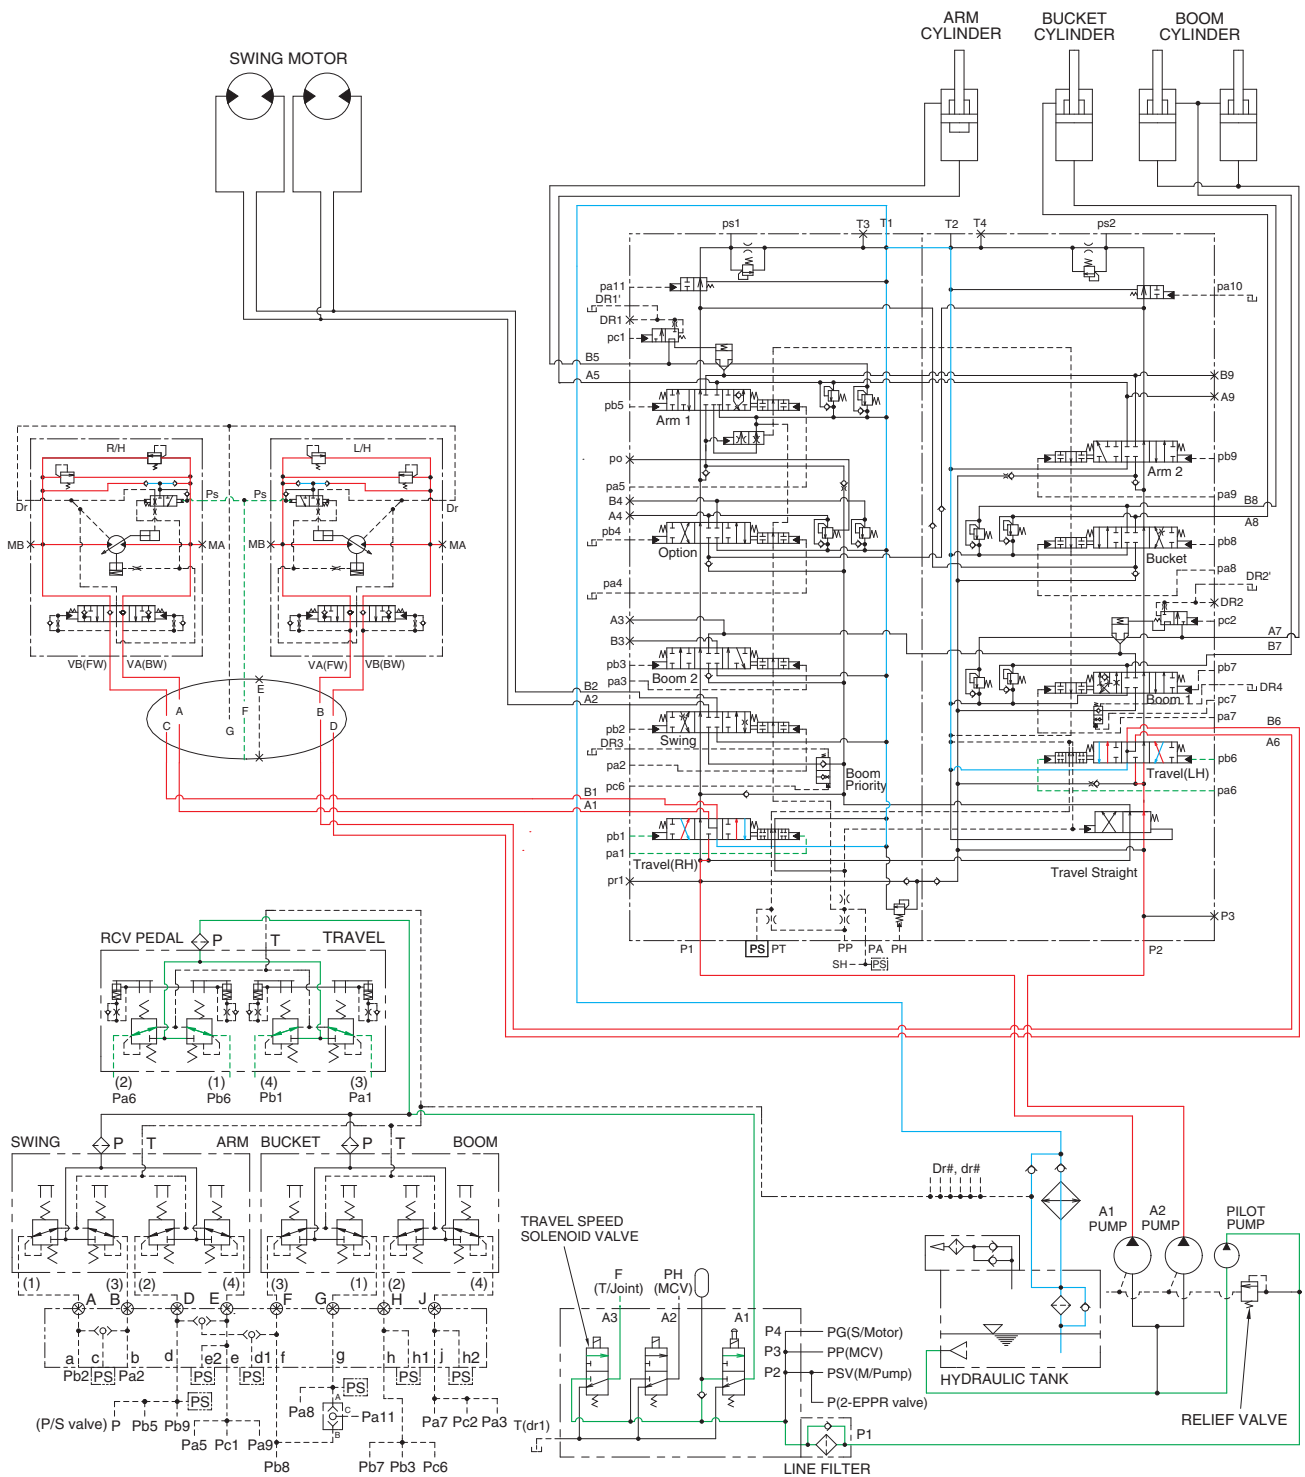 ARM
CYLINDER
BUCKET
CYLINDER
BOOM
CYLINDER
SWING MOTOR
ps1
T3
T1
T2
T4
ps2
pa11
DR1'
DR1
pc1
pa10
B5
A5
B9
A9
pb5
Arm 1
po
pa5
B4
A4
pb4
Option
pa4
Arm 2
pb9
pa9
B8
A8
pb8
Bucket
pa8
DR2'
DR2
pc2
A7
B7
A3
B3
pb3
Boom 2
pa3
pb7
DR4
Boom 1
pc7
pa7
B2
A2
pb2
Swing
DR3
pa2
pc6
Boom
Priority
B6
A6
Travel(LH)
pb6
pa6
B1
A1
pb1
pa1
Travel(RH)
pr1
Travel Straight
P3
P1
PS
PT
PP
PA
PH
P2
SH
PS
R/H
L/H
Dr
Ps
Ps
Dr
MB
MA
MB
MA
VB(FW)
VA(BW)
VA(FW)
VB(BW)
E
C
A
F
G
B
D
RCV PEDAL
P
T
TRAVEL
(2)
(1)
(4)
(3)
Pa6
Pb6
Pb1
Pa1
SWING
P
T
ARM
BUCKET
P
T
BOOM
(1)
(3)
(2)
(4)
(3)
(1)
(2)
(4)
A
B
D
E
F
G
H
J
a
c
b
d
e2
e
d1
f
g
h
h1
j
h2
Pb2
PS
Pa2
PS
PS
PS
PS
PS
PS
(P/S valve)
P
Pb5
Pb9
Pa8
A
C
B
Pa11
Pa7
Pc2
Pa3
Pa5
Pc1
Pa9
Pb8
Pb7
Pb3
Pc6
TRAVEL SPEED
SOLENOID VALVE
F
(T/Joint)
PH
(MCV)
A3
A2
A1
P4
PG(S/Motor)
P3
PP(MCV)
P2
PSV(M/Pump)
P(2-EPPR valve)
T(dr1)
P1
LINE FILTER
Dr#, dr#
A1
PUMP
A2
PUMP
PILOT
PUMP
HYDRAULIC TANK
RELIEF VALVE